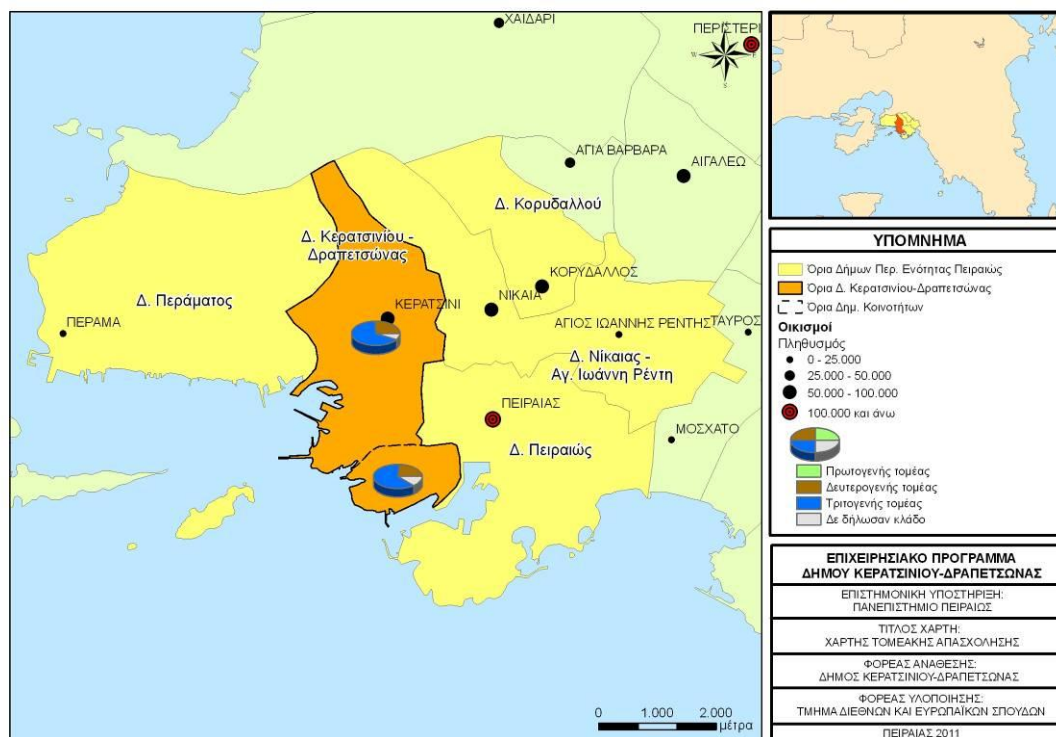 ΧΑΙΔΑΡΙ
ΠΕΡΙΣΤΕΡΙ
N
W
E
S
ΑΓΙΑ ΒΑΡΒΑΡΑ
ΑΙΓΑΛΕΩ
Δ. Κορυδαλλού
Δ. Κερατσινίου -
Δραπετσώνας
Δ. Περάματος
ΚΟΡΥΔΑΛΛΟΣ
ΝΙΚΑΙΑ
ΚΕΡΑΤΣΙΝΙ
ΠΕΡΑΜΑ
ΑΓΙΟΣ ΙΩΑΝΝΗΣ ΡΕΝΤΗΣ
ΤΑΥΡΟΣ
Δ. Νίκαιας -
Αγ. Ιωάννη Ρέντη
ΠΕΙΡΑΙΑΣ
ΜΟΣΧΑΤΟ
Δ. Πειραιώς
0 1.000 2.000
μέτρα
ΥΠΟΜΝΗΜΑ
Όρια Δήμων Περ. Ενότητας Πειραιώς
Όρια Δ. Κερατσινίου-Δραπετσώνας
Όρια Δημ. Κοινοτήτων
Οικισμοί
Πληθυσμός
0 - 25.000
25.000 - 50.000
50.000 - 100.000
100.000 και άνω
Πρωτογενής τομέας
Δευτερογενής τομέας
Τριτογενής τομέας
Δε δήλωσαν κλάδο
ΕΠΙΧΕΙΡΗΣΙΑΚΟ ΠΡΟΓΡΑΜΜΑ
ΔΗΜΟΥ ΚΕΡΑΤΣΙΝΙΟΥ-ΔΡΑΠΕΤΣΩΝΑΣ
ΕΠΙΣΤΗΜΟΝΙΚΗ ΥΠΟΣΤΗΡΙΞΗ:
ΠΑΝΕΠΙΣΤΗΜΙΟ ΠΕΙΡΑΙΩΣ
ΤΙΤΛΟΣ ΧΑΡΤΗ:
ΧΑΡΤΗΣ ΤΟΜΕΑΚΗΣ ΑΠΑΣΧΟΛΗΣΗΣ
ΦΟΡΕΑΣ ΑΝΑΘΕΣΗΣ:
ΔΗΜΟΣ ΚΕΡΑΤΣΙΝΙΟΥ-ΔΡΑΠΕΤΣΩΝΑΣ
ΦΟΡΕΑΣ ΥΛΟΠΟΙΗΣΗΣ:
ΤΜΗΜΑ ΔΙΕΘΝΩΝ ΚΑΙ ΕΥΡΩΠΑΪΚΩΝ ΣΠΟΥΔΩΝ
ΠΕΙΡΑΙΑΣ 2011